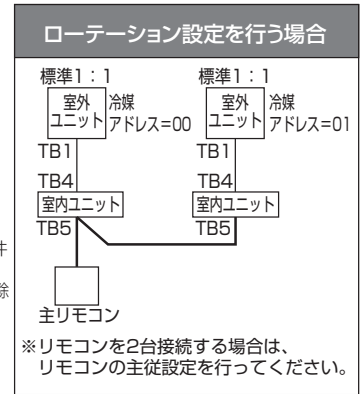 ローテーション設定を行う場合
標準1:1 標準1:1
室外ユニット 冷媒アドレス=00 室外ユニット 冷媒アドレス=01
TB1 TB1
TB4 TB4
室内ユニット 室内ユニット
TB5 TB5
件
除
主リモコン
※リモコンを2台接続する場合は、
リモコンの主従設定を行ってください。